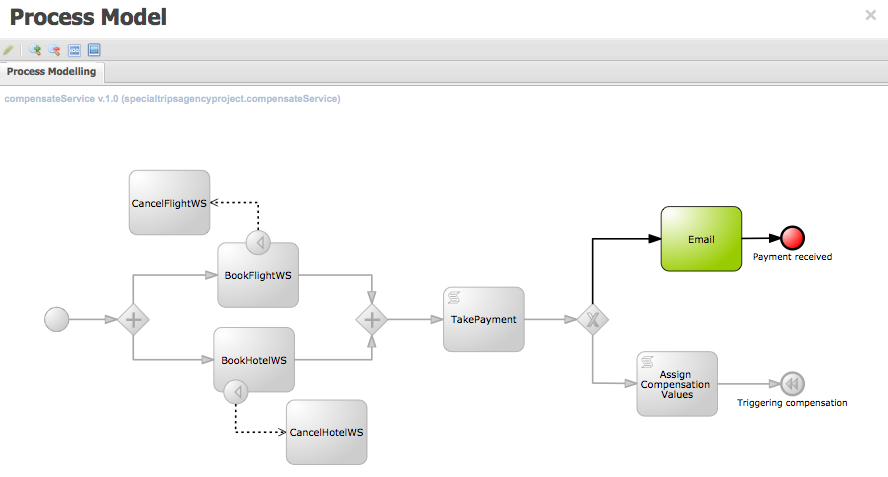 Process Model
Process Modelling
compensateService v.1.0 (specialtripsagencyproject.compensateService)
CancelFlightWS
BookFlightWS
BookHotelWS
CancelHotelWS
TakePayment
Email
Payment received
Assign
Compensation
Values
Triggering compensation